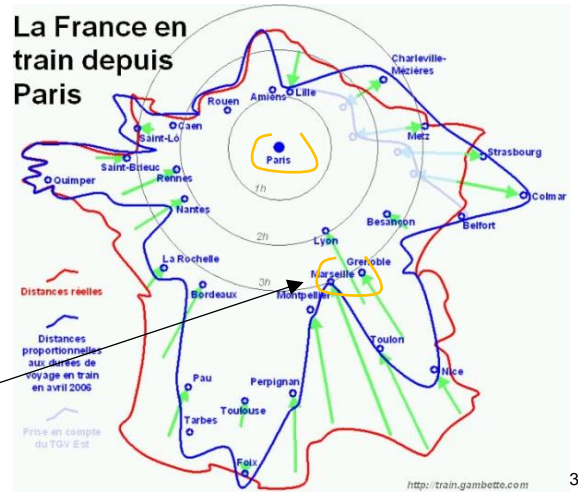 La France en
train depuis
Paris
Charleville-
Mézières
Lille
Amiens
Rouen
Caen
Saint-Lô
Metz
Strasbourg
Paris
Saint-Brieuc
Rennes
Quimper
1h
Colmar
Nantes
Besançon
Belfort
2h
Lyon
La Rochelle
Grenoble
3h
Marseille
Bordeaux
Montpellier
Distances réelles
Distances
proportionnelles
aux durées de
voyage en train
en avril 2006
Toulon
Nice
Pau
Perpignan
Toulouse
Tarbes
Prise en compte
du TGV Est
Foix
http://train.gambette.com
3